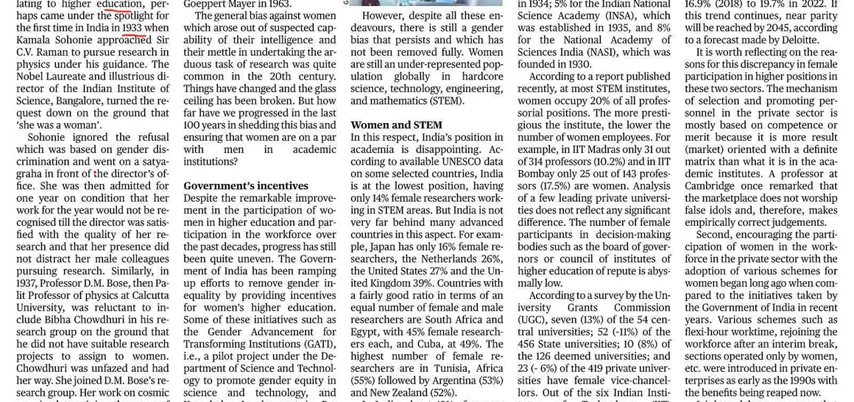 lating to higher education, per-
haps came under the spotlight for
the first time in India in 1933 when
Kamala Sohonie approached Sir
C.V. Raman to pursue research in
physics under his guidance. The
Nobel Laureate and illustrious di-
rector of the Indian Institute of
Science, Bangalore, turned the re-
quest down on the ground that
‘she was a woman’.
Sohonie ignored the refusal
which was based on gender dis-
crimination and went on a satya-
graha in front of the director’s of-
fice. She was then admitted for
one year on condition that her
work for the year would not be re-
cognised till the director was satis-
fied with the quality of her re-
search and that her presence did
not distract her male colleagues
pursuing research. Similarly, in
1937, Professor D.M. Bose, then Pa-
lit Professor of physics at Calcutta
University, was reluctant to in-
clude Bibha Chowdhuri in his re-
search group on the ground that
he did not have suitable research
projects to assign to women.
Chowdhuri was unfazed and had
her way. She joined D.M. Bose’s re-
search group. Her work on cosmic
Goeppert Mayer in 1963.
The general bias against women
which arose out of suspected cap-
ability of their intelligence and
their mettle in undertaking the ar-
duous task of research was quite
common in the 20th century.
Things have changed and the glass
ceiling has been broken. But how
far have we progressed in the last
100 years in shedding this bias and
ensuring that women are on a par
with men in academic
institutions?
Government’s incentives
Despite the remarkable improve-
ment in the participation of wo-
men in higher education and par-
ticipation in the workforce over
the past decades, progress has still
been quite uneven. The Govern-
ment of India has been ramping
up efforts to remove gender in-
equality by providing incentives
for women’s higher education.
Some of these initiatives such as
the Gender Advancement for
Transforming Institutions (GATI),
i.e., a pilot project under the De-
partment of Science and Technol-
ogy to promote gender equity in
science and technology, and
However, despite all these en-
deavours, there is still a gender
bias that persists and which has
not been removed fully. Women
are still an under-represented pop-
ulation globally in hardcore
science, technology, engineering,
and mathematics (STEM).
Women and STEM
In this respect, India’s position in
academia is disappointing. Ac-
cording to available UNESCO data
on some selected countries, India
is at the lowest position, having
only 14% female researchers work-
ing in STEM areas. But India is not
very far behind many advanced
countries in this aspect. For exam-
ple, Japan has only 16% female re-
searchers, the Netherlands 26%,
the United States 27% and the Un-
ited Kingdom 39%. Countries with
a fairly good ratio in terms of an
equal number of female and male
researchers are South Africa and
Egypt, with 45% female research-
ers each, and Cuba, at 49%. The
highest number of female re-
searchers are in Tunisia, Africa
(55%) followed by Argentina (53%)
and New Zealand (52%).
in 1934; 5% for the Indian National
Science Academy (INSA), which
was established in 1935, and 8%
for the National Academy of
Sciences India (NASI), which was
founded in 1930.
According to a report published
recently, at most STEM institutes,
women occupy 20% of all profes-
sorial positions. The more presti-
gious the institute, the lower the
number of women employees. For
example, in IIT Madras only 31 out
of 314 professors (10.2%) and in IIT
Bombay only 25 out of 143 profes-
sors (17.5%) are women. Analysis
of a few leading private universi-
ties does not reflect any significant
difference. The number of female
participants in decision-making
bodies such as the board of gover-
nors or council of institutes of
higher education of repute is abys-
mally low.
According to a survey by the Un-
iversity Grants Commission
(UGC), seven (13%) of the 54 cen-
tral universities; 52 (-11%) of the
456 State universities; 10 (8%) of
the 126 deemed universities; and
23 (- 6%) of the 419 private univer-
sities have female vice-chancel-
lors. Out of the six Indian Insti-
16.9% (2018) to 19.7% in 2022. If
this trend continues, near parity
will be reached by 2045, according
to a forecast made by Deloitte.
It is worth reflecting on the rea-
sons for this discrepancy in female
participation in higher positions in
these two sectors. The mechanism
of selection and promoting per-
sonnel in the private sector is
mostly based on competence or
merit because it is more result
(market) oriented with a definite
matrix than what it is in the aca-
demic institutes. A professor at
Cambridge once remarked that
the marketplace does not worship
false idols and, therefore, makes
empirically correct judgements.
Second, encouraging the parti-
cipation of women in the work-
force in the private sector with the
adoption of various schemes for
women began long ago when com-
pared to the initiatives taken by
the Government of India in recent
years. Various schemes such as
flexi-hour worktime, rejoining the
workforce after an interim break,
sections operated only by women,
etc. were introduced in private en-
terprises as early as the 1990s with
the benefits being reaped now.